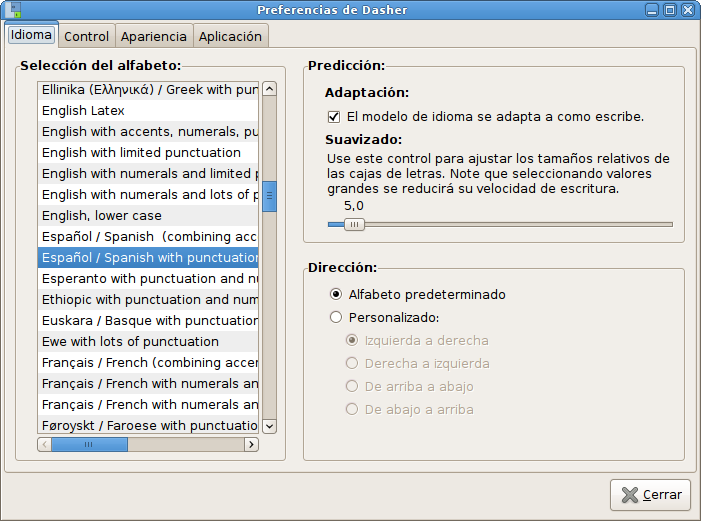 Preferencias de Dasher
Idioma
Control
Apariencia
Aplicación
Selección del alfabeto:
Ellinika (Ελληνικά) / Greek with pun
English Latex
English with accents, numerals, pu
English with limited punctuation
English with numerals and limited p
English with numerals and lots of p
English, lower case
Español / Spanish (combining acc
Español / Spanish with punctuation
Esperanto with punctuation and nu
Ethiopic with punctuation and num
Euskara / Basque with punctuation
Ewe with lots of punctuation
Français / French (combining accer
Français / French with numerals an
Français / French with numerals an
Føroyskt / Faroese with punctuatio
Predicción:
Adaptación:
El modelo de idioma se adapta a como escribe.
Suavizado:
Use este control para ajustar los tamaños relativos de
las cajas de letras. Note que seleccionando valores
grandes se reducirá su velocidad de escritura.
5,0
Dirección:
Alfabeto predeterminado
Personalizado:
Izquierda a derecha
Derecha a izquierda
De arriba a abajo
De abajo a arriba
Cerrar